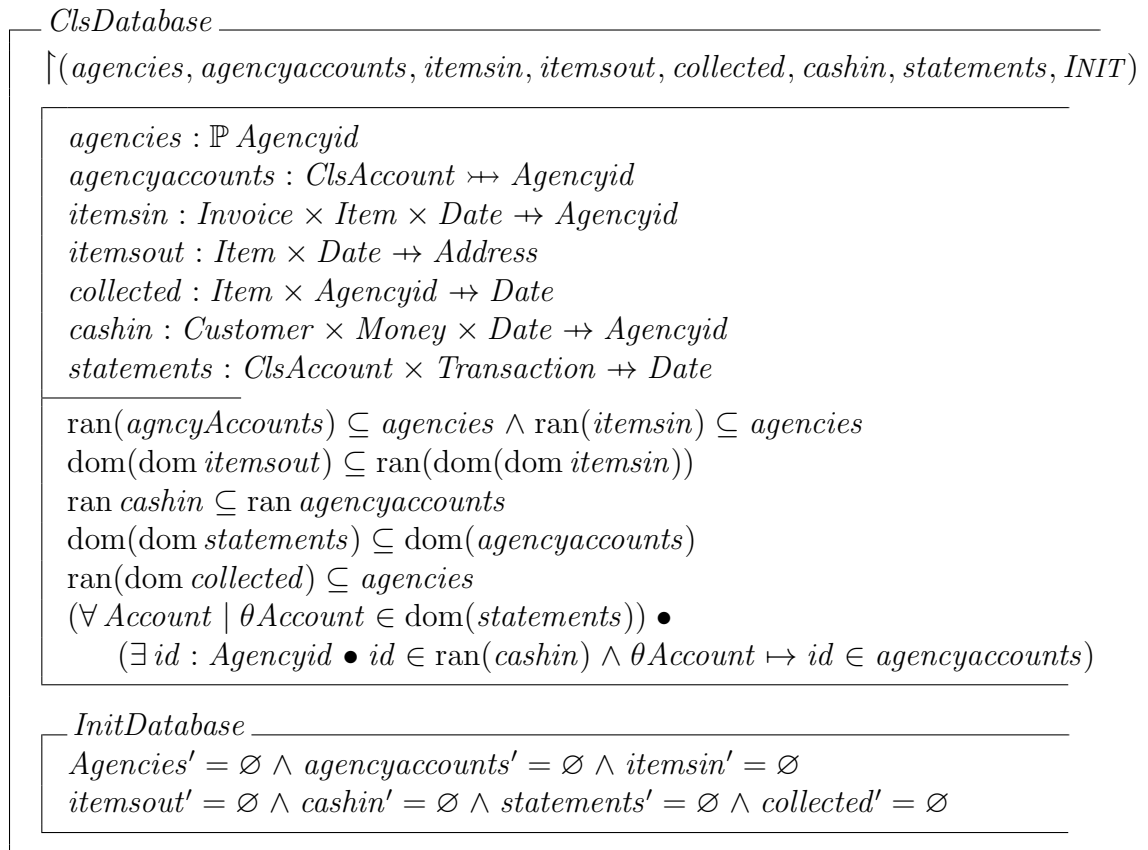 ClsDatabase
↾(agencies, agencyaccounts, itemsin, itemsout, collected, cashin, statements, INIT)
agencies : ℙ Agencyid
agencyaccounts : ClsAccount ⤔ Agencyid
itemsin : Invoice × Item × Date ⇸ Agencyid
itemsout : Item × Date ⇸ Address
collected : Item × Agencyid ⇸ Date
cashin : Customer × Money × Date ⇸ Agencyid
statements : ClsAccount × Transaction ⇸ Date
ran(agncyAccounts) ⊆ agencies ∧ ran(itemsin) ⊆ agencies
dom(dom itemsout) ⊆ ran(dom(dom itemsin))
ran cashin ⊆ ran agencyaccounts
dom(dom statements) ⊆ dom(agencyaccounts)
ran(dom collected) ⊆ agencies
(∀ Account | θAccount ∈ dom(statements)) •
(∃ id : Agencyid • id ∈ ran(cashin) ∧ θAccount ↦ id ∈ agencyaccounts)
InitDatabase
Agencies′ = ∅ ∧ agencyaccounts′ = ∅ ∧ itemsin′ = ∅
itemsout′ = ∅ ∧ cashin′ = ∅ ∧ statements′ = ∅ ∧ collected′ = ∅